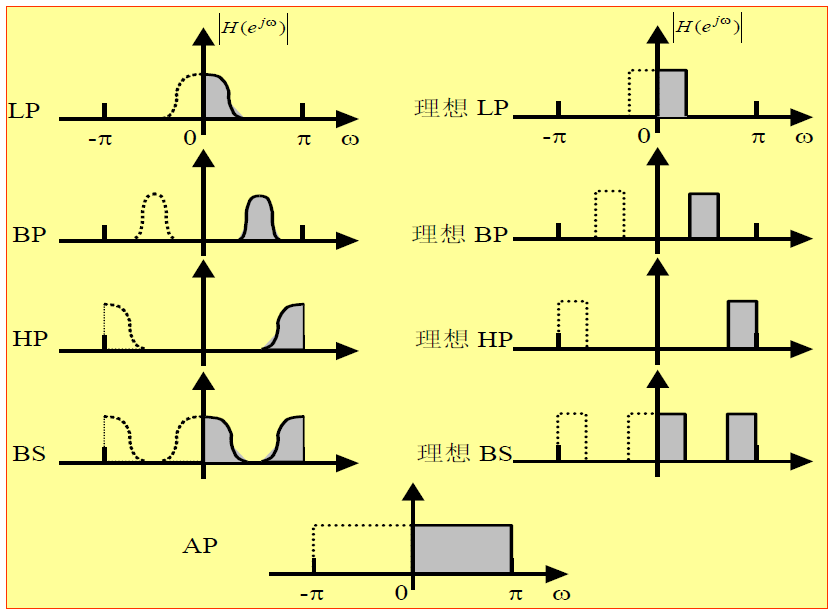 |H(e^{jω})|
|H(e^{jω})|
LP
理想 LP
-π 0 π ω
-π 0 π ω
BP
理想 BP
HP
理想 HP
BS
理想 BS
AP
-π 0 π ω